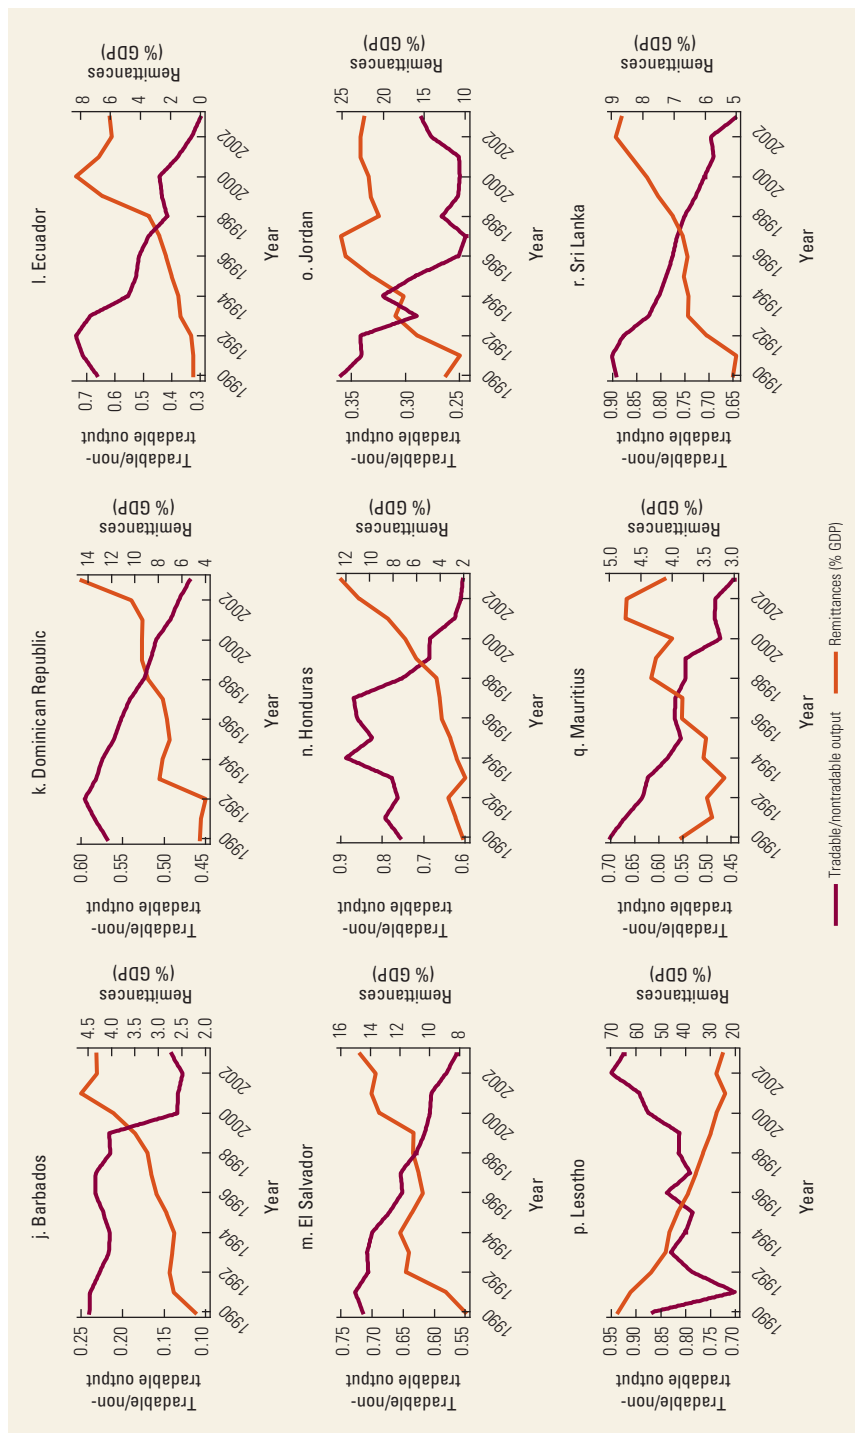 j. Barbados
Tradable/non-
tradable output
0.25
0.20
0.15
0.10
4.5
4.0
3.5
3.0
2.5
2.0
Remittances
(% GDP)
1990
1992
1994
1996
1998
2000
2002
Year
k. Dominican Republic
Tradable/non-
tradable output
0.60
0.55
0.50
0.45
14
12
10
8
6
4
Remittances
(% GDP)
1990
1992
1994
1996
1998
2000
2002
Year
l. Ecuador
Tradable/non-
tradable output
0.7
0.6
0.5
0.4
0.3
8
6
4
2
0
Remittances
(% GDP)
1990
1992
1994
1996
1998
2000
2002
Year
m. El Salvador
Tradable/non-
tradable output
0.75
0.70
0.65
0.60
0.55
16
14
12
10
8
Remittances
(% GDP)
1990
1992
1994
1996
1998
2000
2002
Year
n. Honduras
Tradable/non-
tradable output
0.9
0.8
0.7
0.6
12
10
8
6
4
2
Remittances
(% GDP)
1990
1992
1994
1996
1998
2000
2002
Year
o. Jordan
Tradable/non-
tradable output
0.35
0.30
0.25
25
20
15
10
Remittances
(% GDP)
1990
1992
1994
1996
1998
2000
2002
Year
p. Lesotho
Tradable/non-
tradable output
0.95
0.90
0.85
0.80
0.75
0.70
70
60
50
40
30
20
Remittances
(% GDP)
1990
1992
1994
1996
1998
2000
2002
Year
q. Mauritius
Tradable/non-
tradable output
0.70
0.65
0.60
0.55
0.50
0.45
5.0
4.5
4.0
3.5
3.0
Remittances
(% GDP)
1990
1992
1994
1996
1998
2000
2002
Year
r. Sri Lanka
Tradable/non-
tradable output
0.90
0.85
0.80
0.75
0.70
0.65
9
8
7
6
5
Remittances
(% GDP)
1990
1992
1994
1996
1998
2000
2002
Year
Tradable/nontradable output Remittances (% GDP)